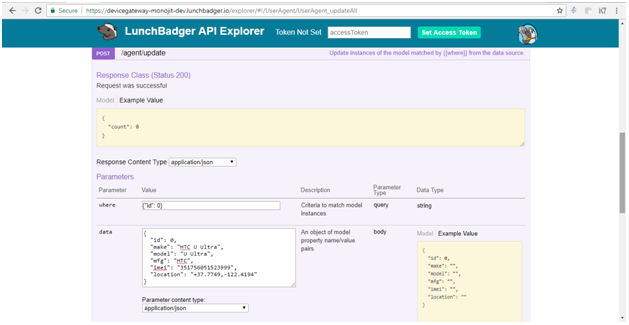 Secure https://devicegateway-monojit-dev.lunchbadger.io/explorer/#!/UserAgent/UserAgent_updateAll
LunchBadger API Explorer Token Not Set accessToken Set Access Token
POST /agent/update Update instances of the model matched by {{where}} from the data source.
Response Class (Status 200)
Request was successful
Model Example Value
{
"count": 0
}
Response Content Type application/json
Parameters
Parameter Value Description Parameter Type Data Type
where {"id": 0} Criteria to match model instances query string
data
{
"id": 0,
"make": "HTC U Ultra",
"model": "U Ultra",
"mfg": "HTC",
"imei": "351756051523999",
"location": "+37.7749,-122.4194"
}
An object of model property name/value pairs
body
Model Example Value
{
"id": 0,
"make": "",
"model": "",
"mfg": "",
"imei": "",
"location": ""
}
Parameter content type:
application/json